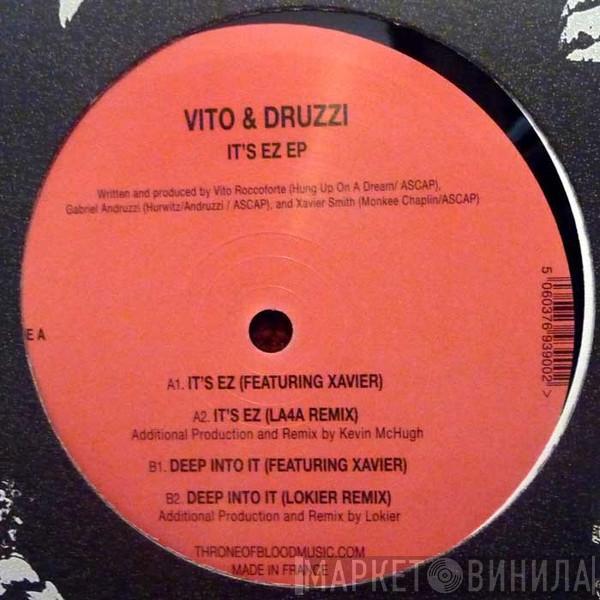 VITO & DRUZZI
IT'S EZ EP
Written and produced by Vito Roccoforte (Hung Up On A Dream/ ASCAP),
Gabriel Andruzzi (Hurwitz/Andruzzi / ASCAP), and Xavier Smith (Monkee Chaplin/ASCAP)
E A
5 060376 939002 >
A1. IT'S EZ (FEATURING XAVIER)
A2. IT'S EZ (LA4A REMIX)
Additional Production and Remix by Kevin McHugh
B1. DEEP INTO IT (FEATURING XAVIER)
B2. DEEP INTO IT (LOKIER REMIX)
Additional Production and Remix by Lokier
THRONEOFBLOODMUSIC.COM
MADE IN FRANCE
МАРКЕТ ВИНИЛА